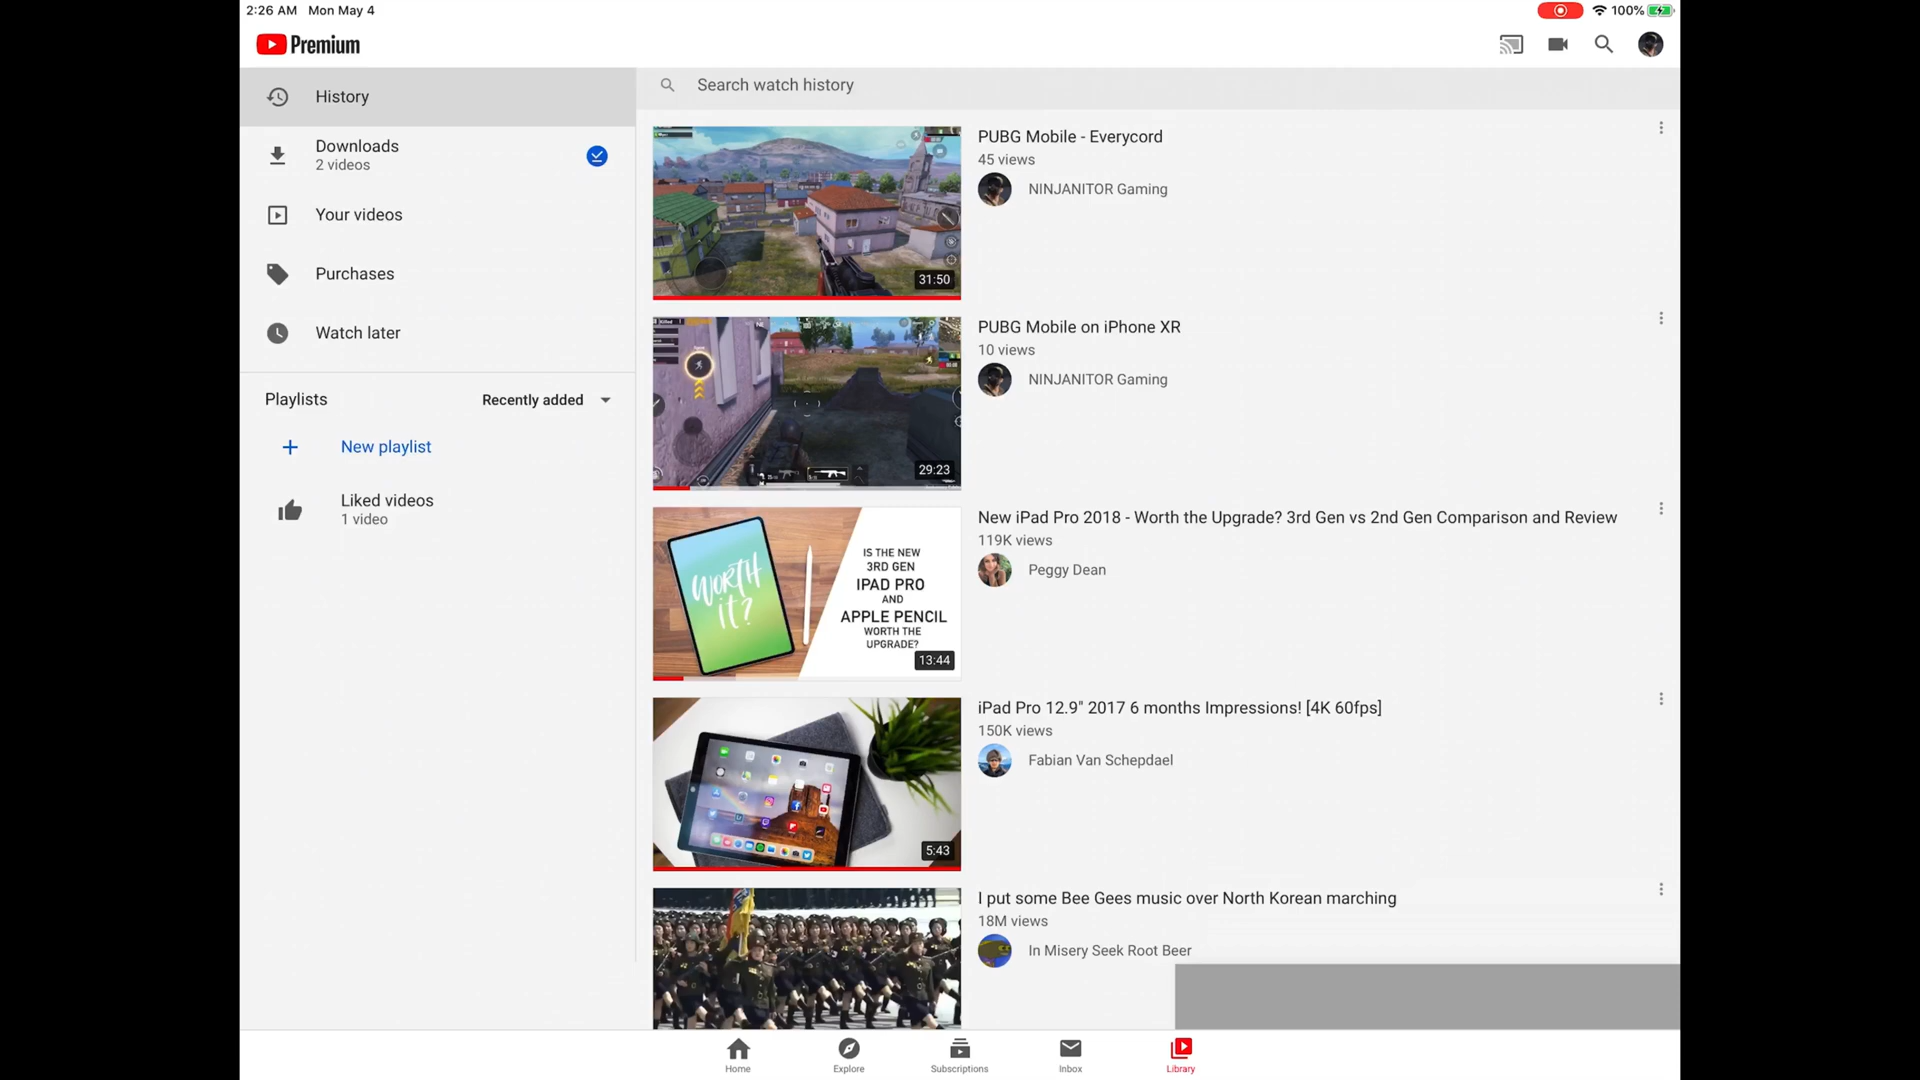 2:26 AM Mon May 4
100%
Premium
History
Downloads
2 videos
Your videos
Purchases
Watch later
Playlists
Recently added
New playlist
Liked videos
1 video
Search watch history
31:50
PUBG Mobile - Everycord
45 views
NINJANITOR Gaming
29:23
PUBG Mobile on iPhone XR
10 views
NINJANITOR Gaming
WORTH
it?
IS THE NEW
3RD GEN
IPAD PRO
AND
APPLE PENCIL
WORTH THE
UPGRADE?
13:44
New iPad Pro 2018 - Worth the Upgrade? 3rd Gen vs 2nd Gen Comparison and Review
119K views
Peggy Dean
5:43
iPad Pro 12.9" 2017 6 months Impressions! [4K 60fps]
150K views
Fabian Van Schepdael
I put some Bee Gees music over North Korean marching
18M views
In Misery Seek Root Beer
Home
Explore
Subscriptions
Inbox
Library